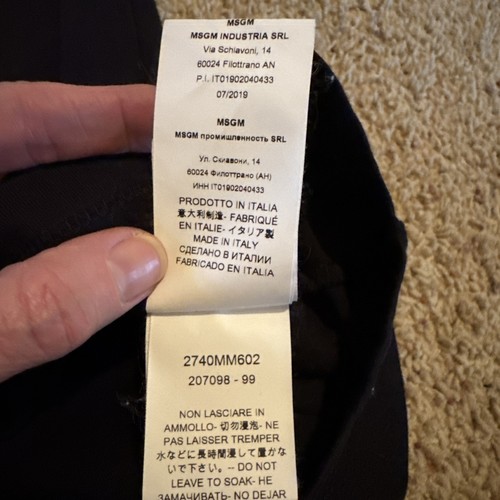 MSGM
MSGM INDUSTRIA SRL
Via Schiavoni, 14
60024 Filottrano AN
P.I. IT01902040433
07/2019
MSGM
MSGM промышленность SRL
Ул. Скиавони, 14
60024 Филоттрано (АН)
ИНН IT01902040433
PRODOTTO IN ITALIA
意大利制造- FABRIQUÉ
EN ITALIE- イタリア製
MADE IN ITALY
СДЕЛАНО В ИТАЛИИ
FABRICADO EN ITALIA
2740MM602
207098 - 99
NON LASCIARE IN
AMMOLLO- 切勿浸泡- NE
PAS LAISSER TREMPER
水などに長時間浸して置かな
いで下さい。-- DO NOT
LEAVE TO SOAK- НЕ
ЗАМАЧИВАТЬ- NO DEJAR